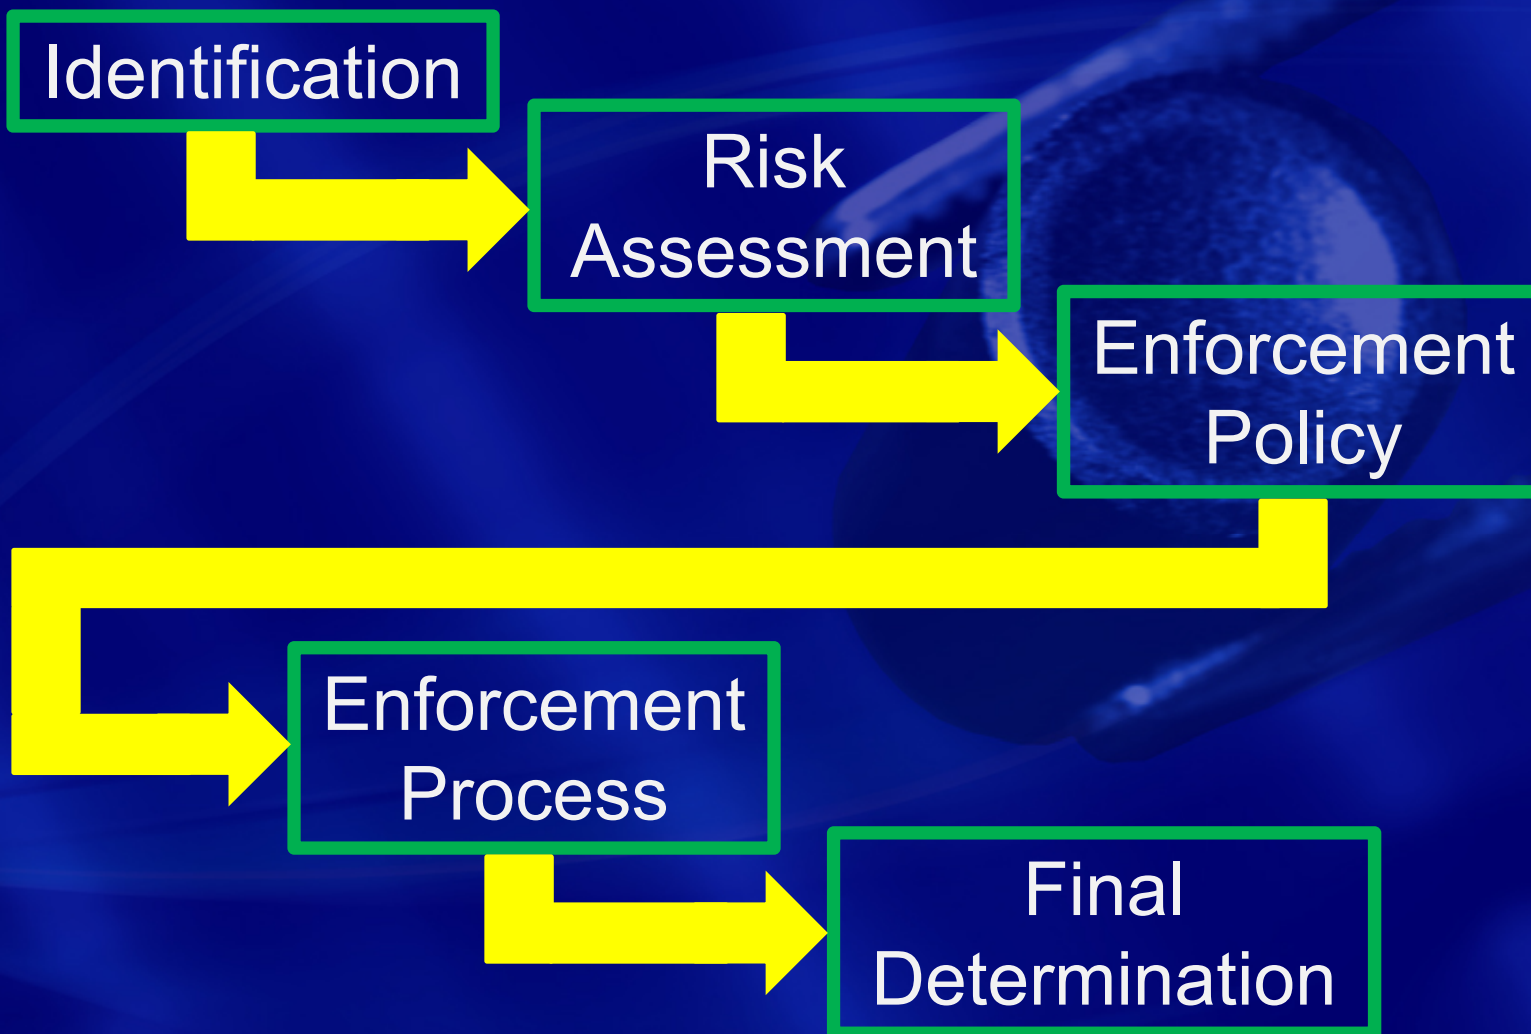 Identification
Risk
Assessment
Enforcement
Policy
Enforcement
Process
Final
Determination